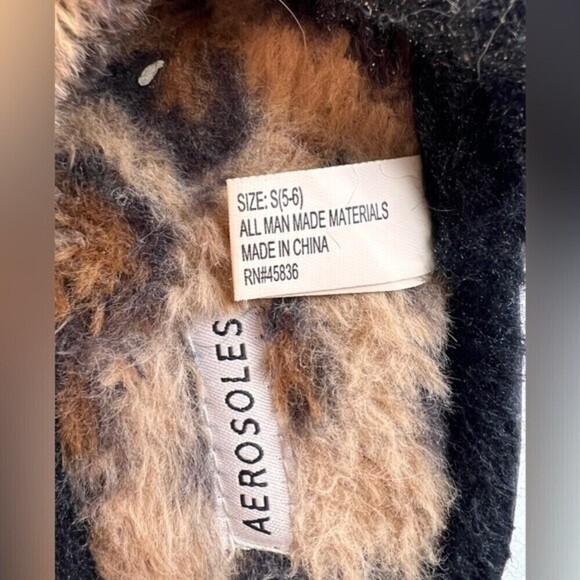 SIZE: S(5-6)
ALL MAN MADE MATERIALS
MADE IN CHINA
RN#45836
AEROSOLES